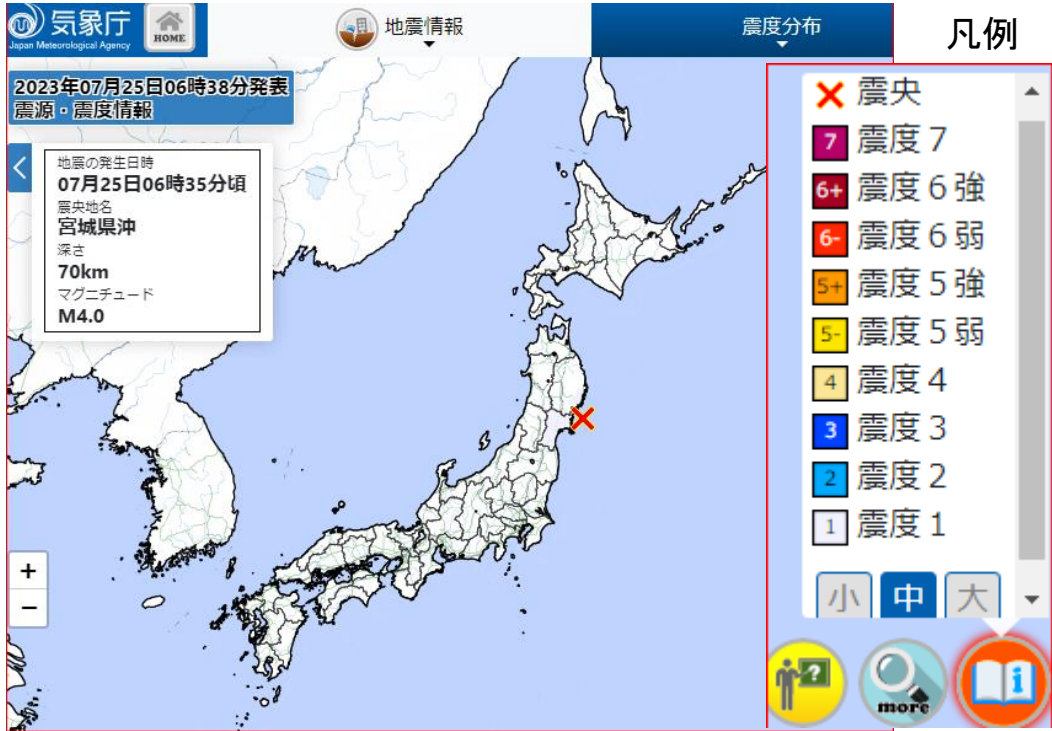 気象庁
Japan Meteorological Agency
HOME
地震情報
震度分布
凡例
2023年07月25日06時38分発表
震源・震度情報
地震の発生日時
07月25日06時35分頃
震央地名
宮城県沖
深さ
70km
マグニチュード
M4.0
+
−
震央
7 震度7
6+ 震度6強
6- 震度6弱
5+ 震度5強
5- 震度5弱
4 震度4
3 震度3
2 震度2
1 震度1
小 中 大
?
more
i